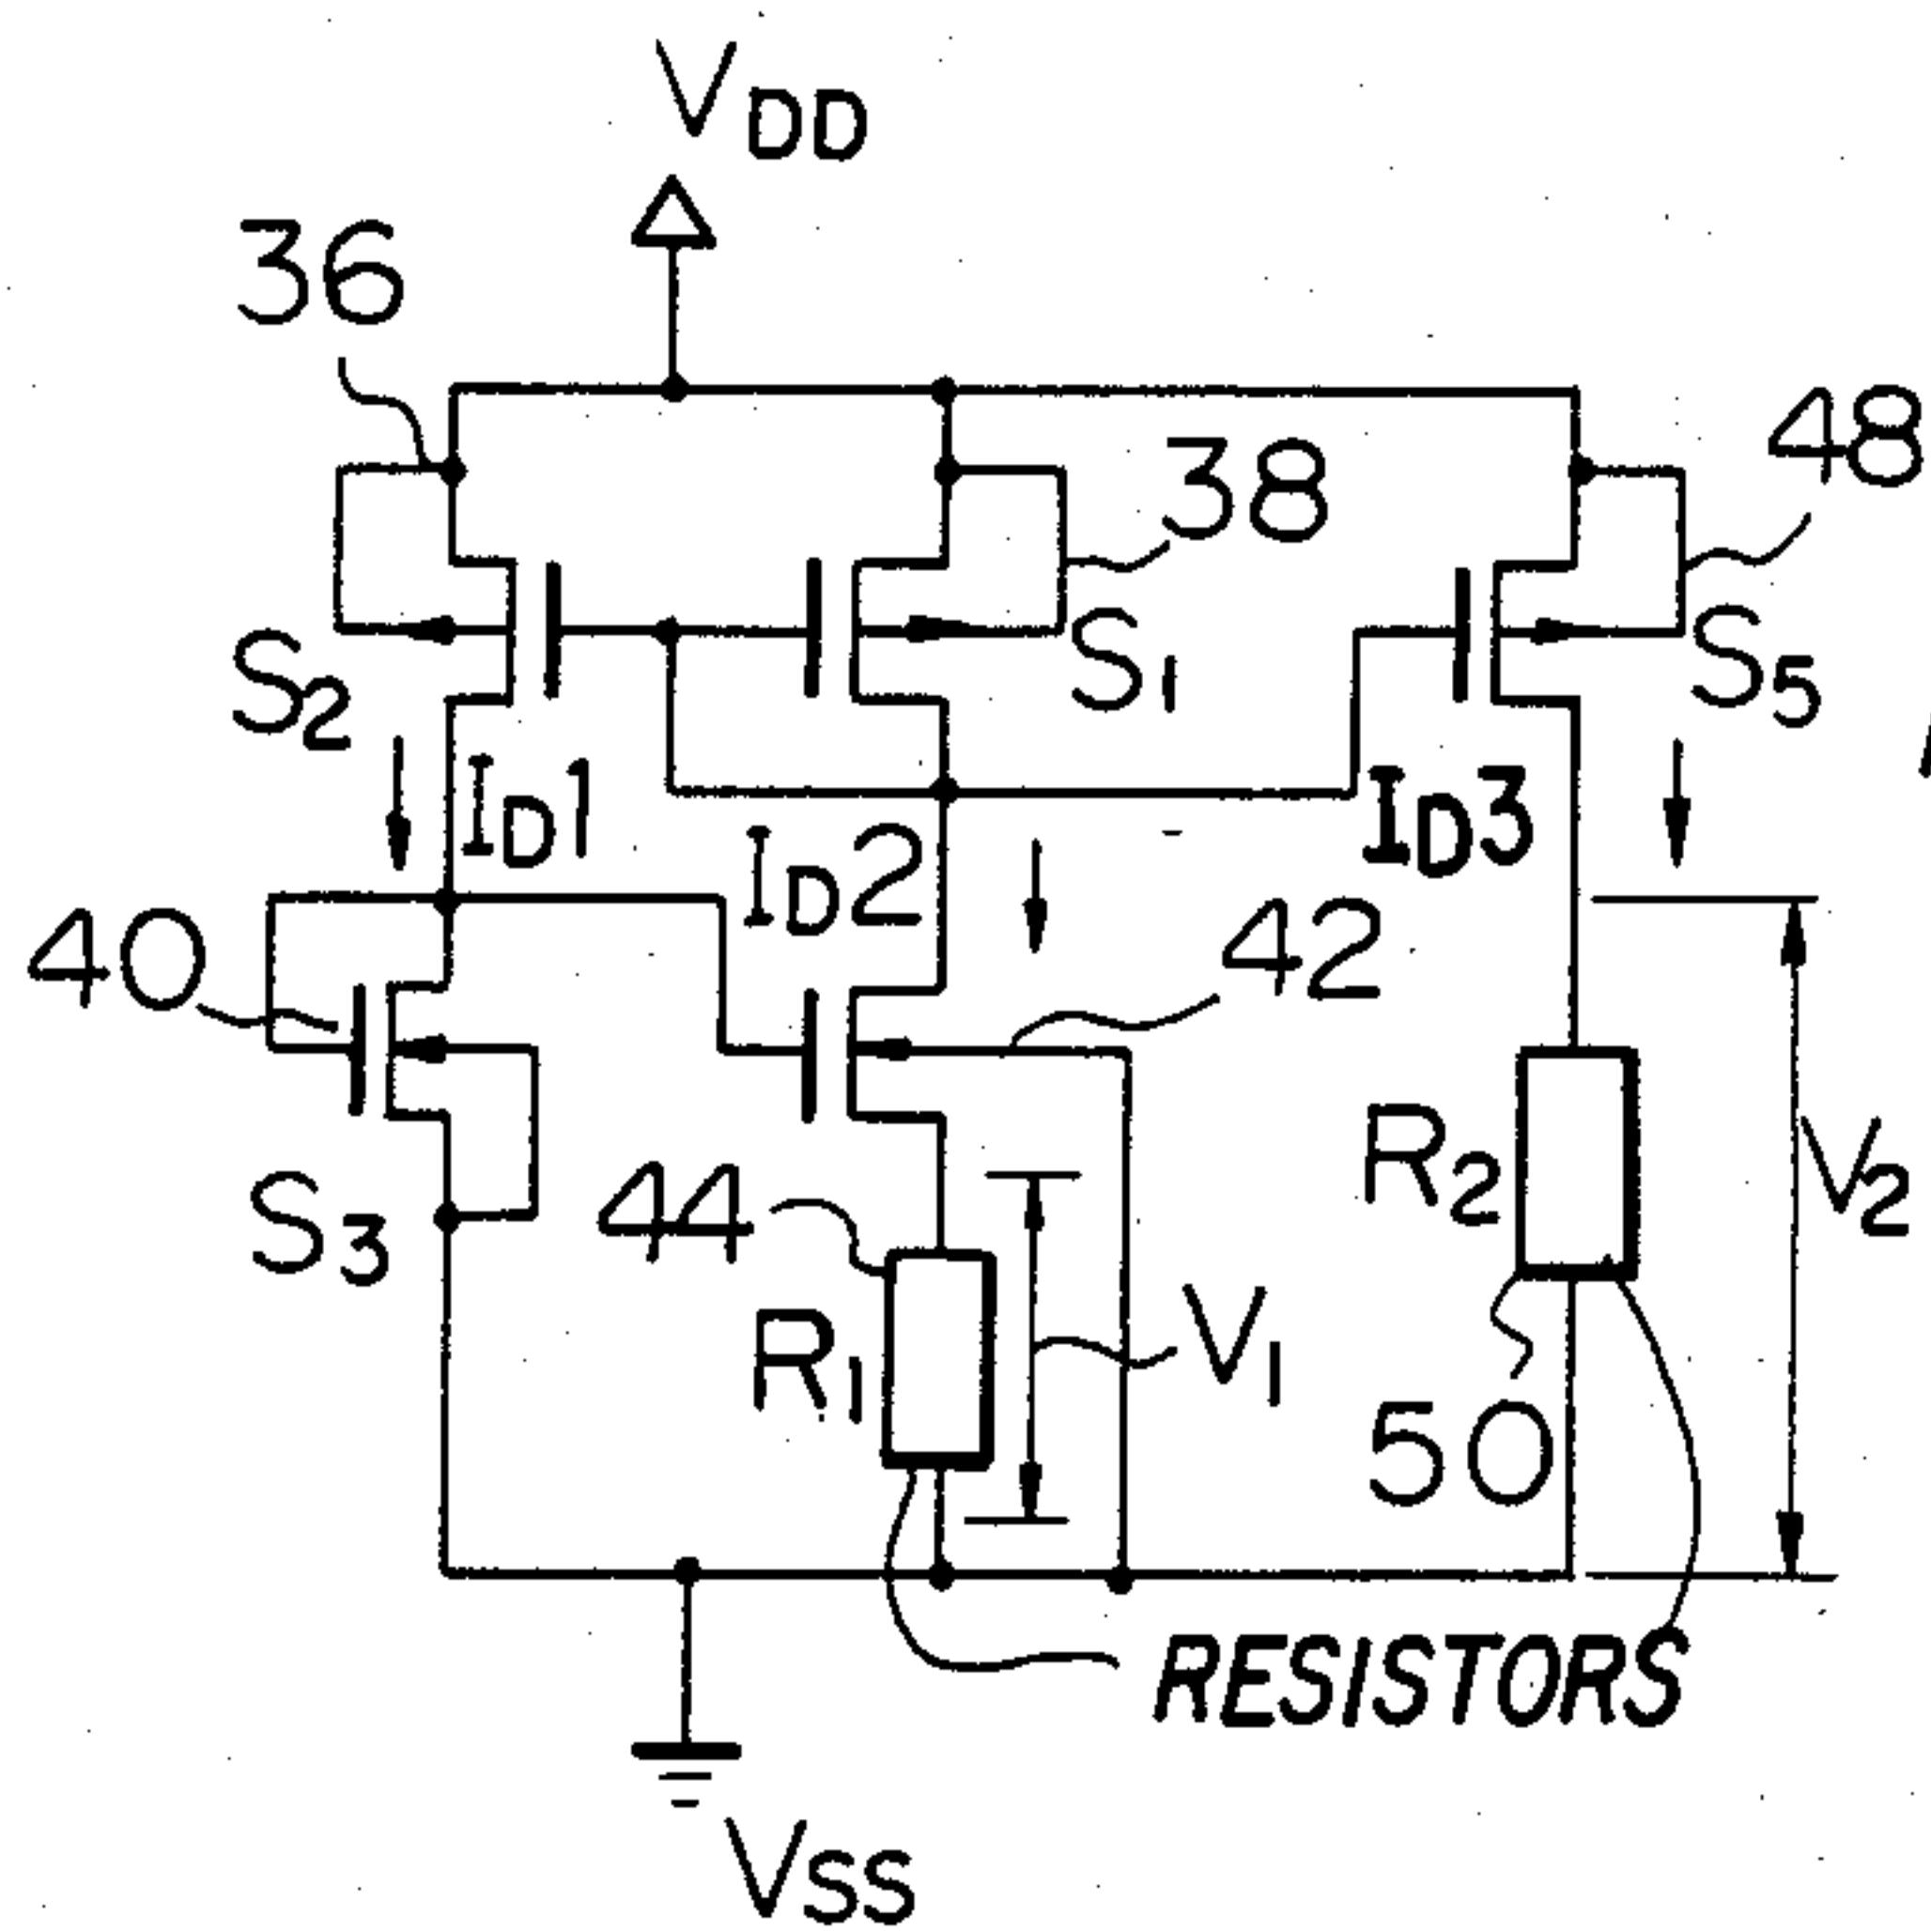 VDD
36
38
48
S2
S1
S5
ID1
ID2
ID3
40
42
S3
44
R1
V1
R2
V2
50
RESISTORS
VSS